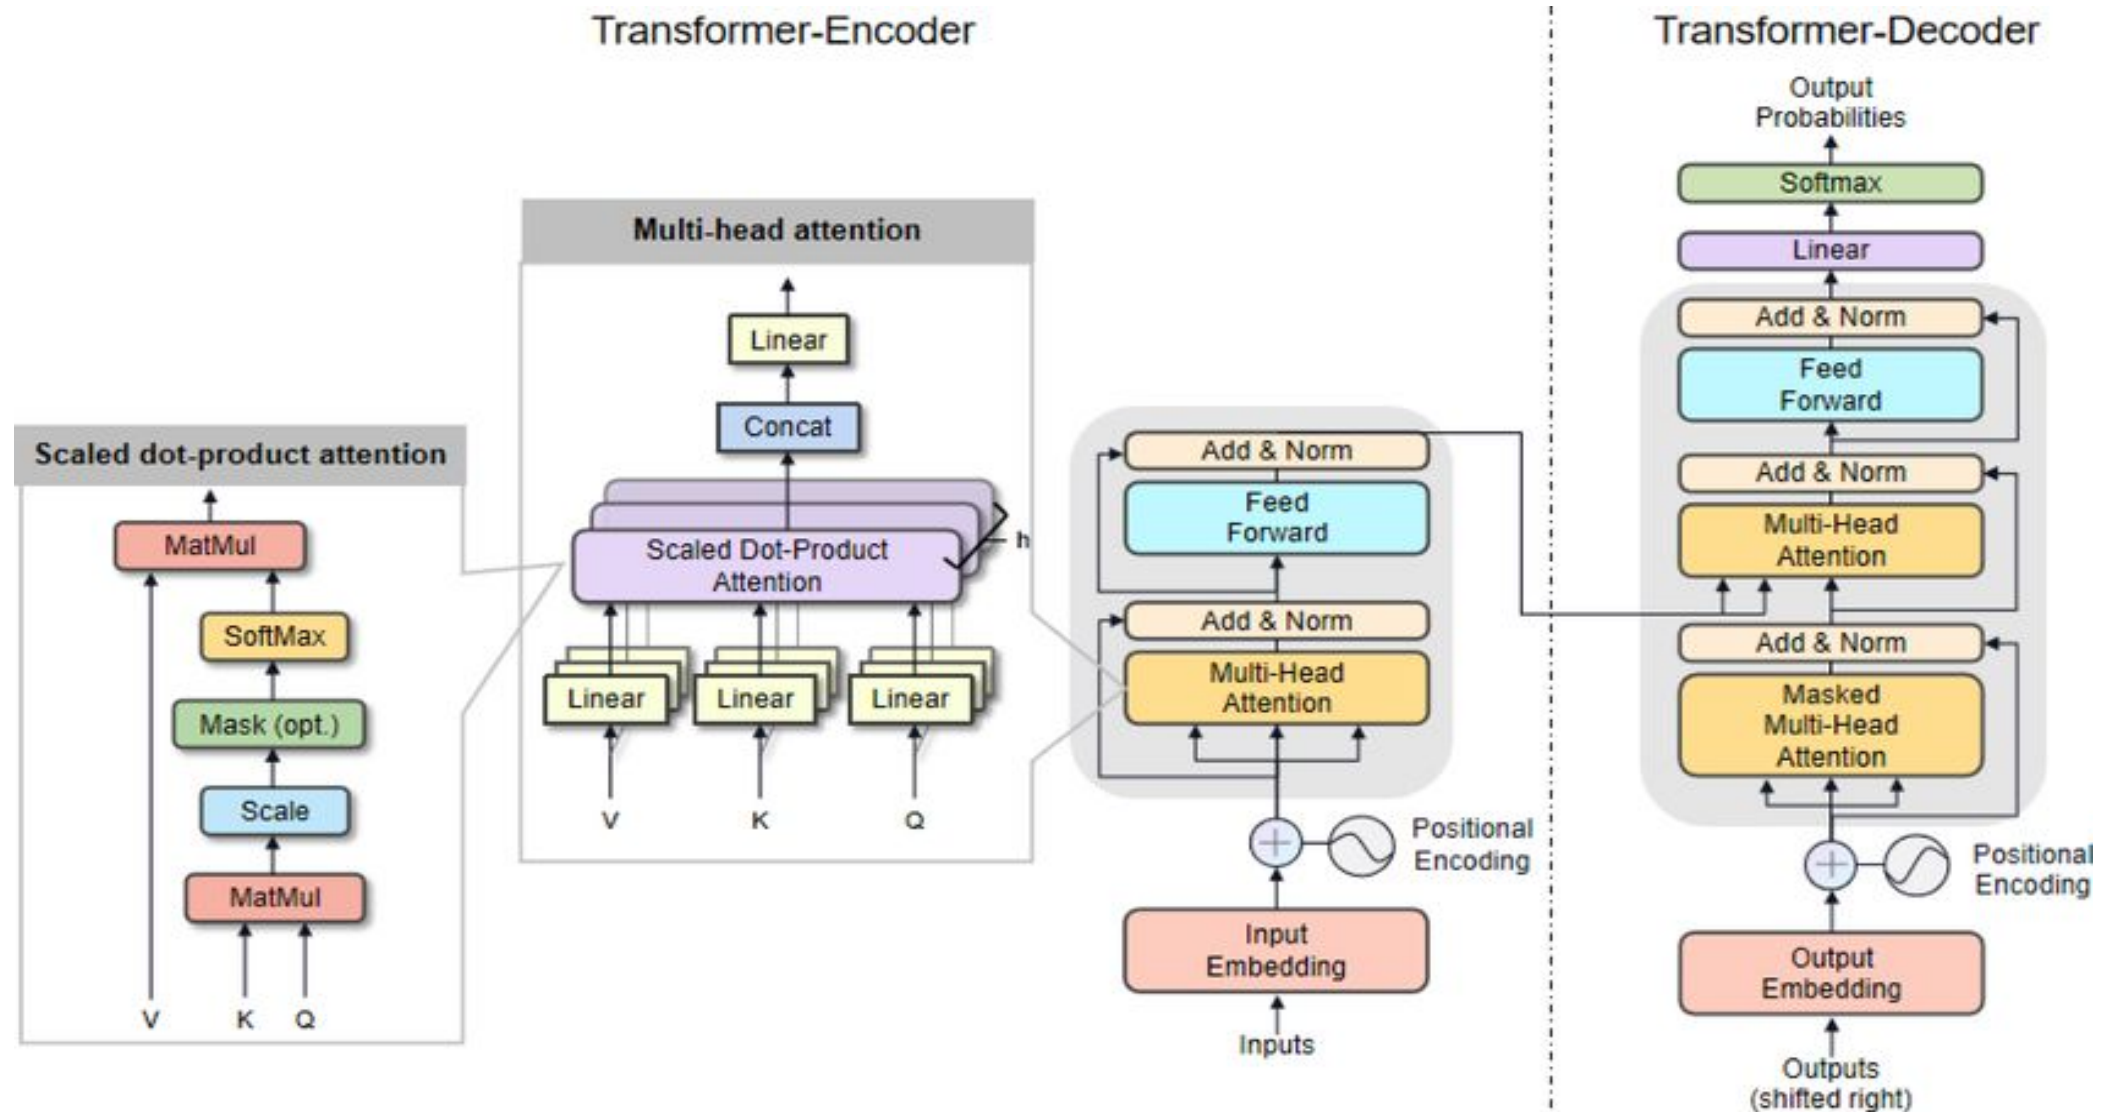 Transformer-Encoder
Scaled dot-product attention
MatMul
SoftMax
Mask (opt.)
Scale
MatMul
V
K
Q
Multi-head attention
Linear
Concat
Scaled Dot-Product
Attention
h
Linear
Linear
Linear
V
K
Q
Add & Norm
Feed
Forward
Add & Norm
Multi-Head
Attention
Positional
Encoding
Input
Embedding
Inputs
Transformer-Decoder
Output
Probabilities
Softmax
Linear
Add & Norm
Feed
Forward
Add & Norm
Multi-Head
Attention
Add & Norm
Masked
Multi-Head
Attention
Positional
Encoding
Output
Embedding
Outputs
(shifted right)